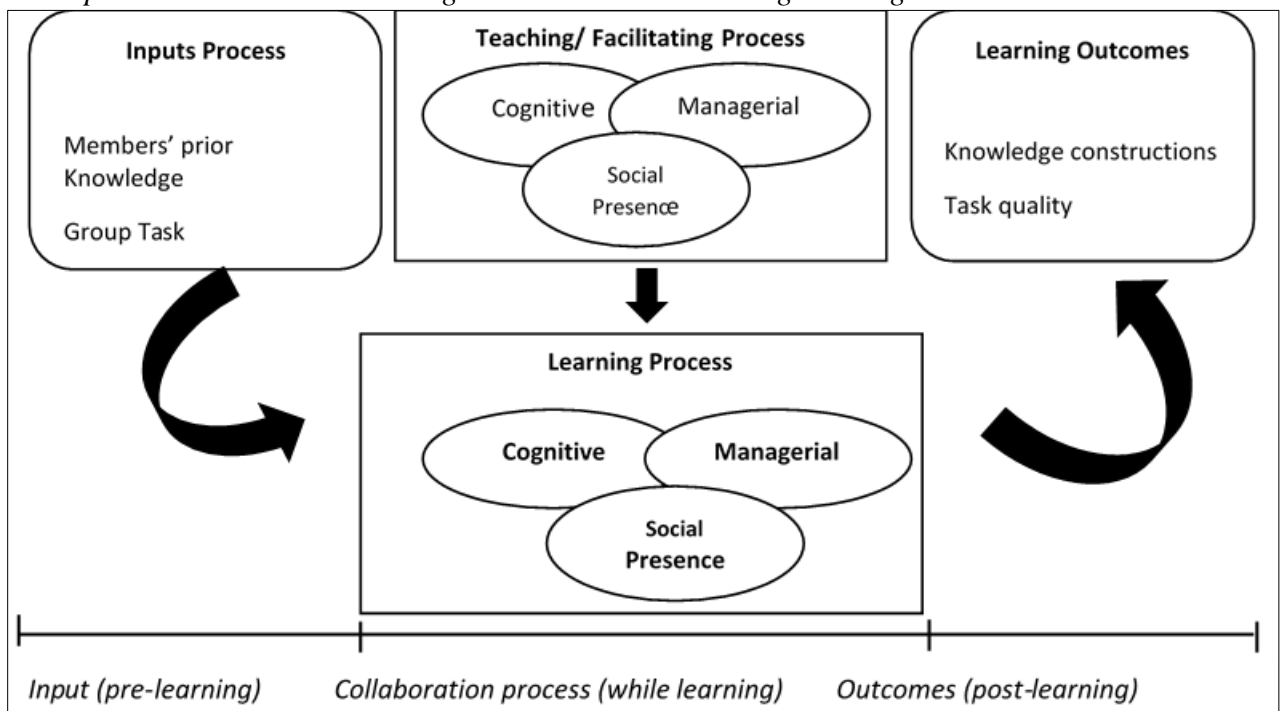 Inputs Process
Members’ prior
Knowledge
Group Task
Teaching/ Facilitating Process
Cognitive
Managerial
Social
Presence
Learning Outcomes
Knowledge constructions
Task quality
Learning Process
Cognitive
Managerial
Social
Presence
Input (pre-learning)
Collaboration process (while learning)
Outcomes (post-learning)